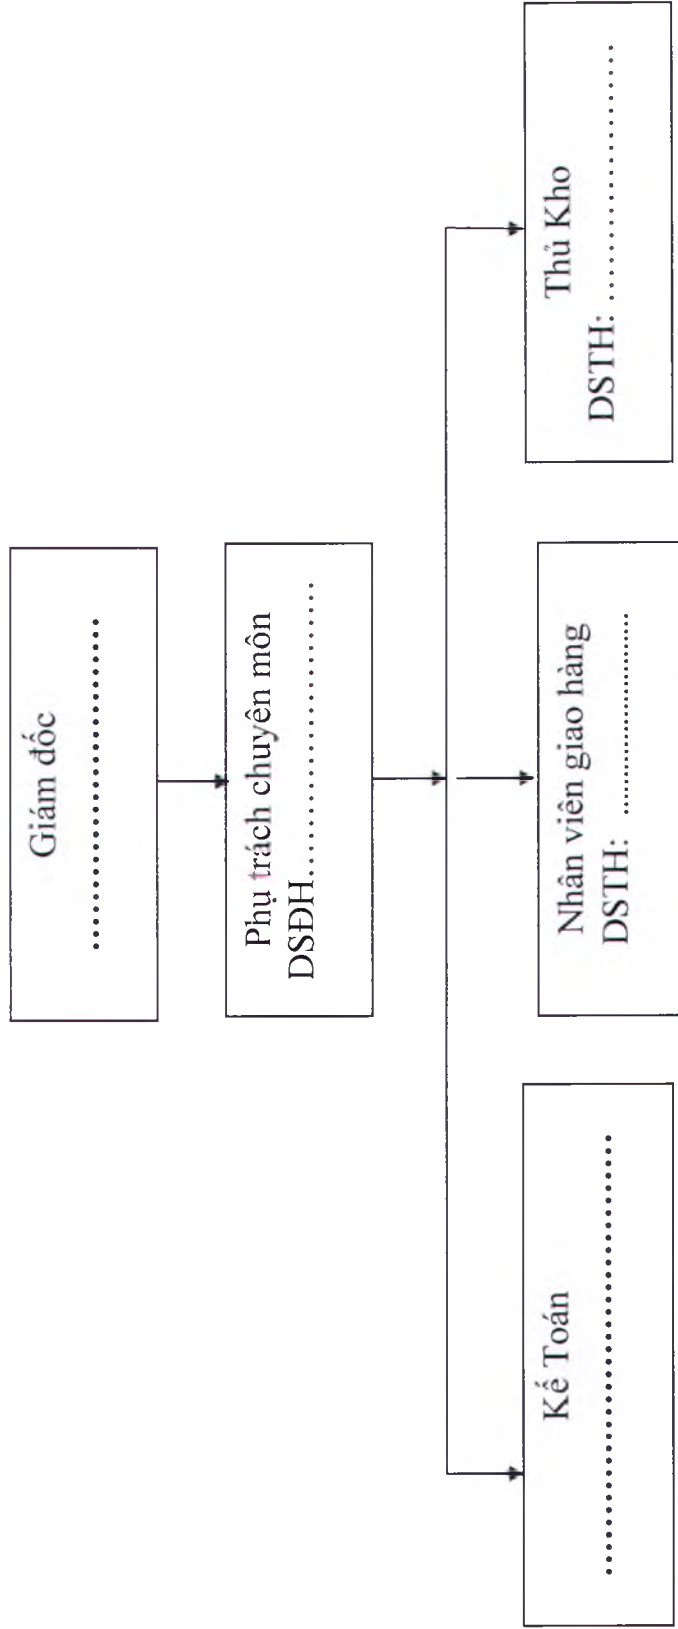 Giám đốc
................................
Phụ trách chuyên môn
DSĐH..............................
Kế Toán
..........................................
Nhân viên giao hàng
DSTH: ..............................
Thủ Kho
DSTH: ..............................